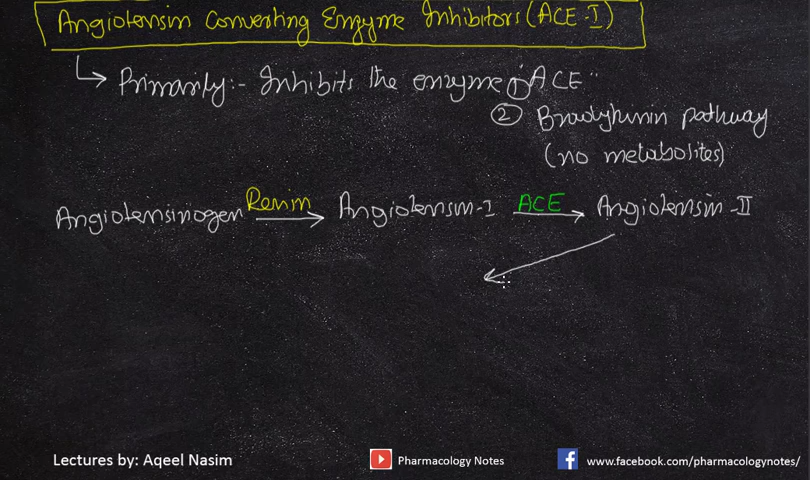 Angiotensin Converting Enzyme Inhibitors (ACE-I)
Primarily:- Inhibits the enzyme ① "ACE"
② Bradykinin pathway
(no metabolites)
Angiotensinogen Renin Angiotensin-I ACE Angiotensin-II
Lectures by: Aqeel Nasim Pharmacology Notes www.facebook.com/pharmacologynotes/